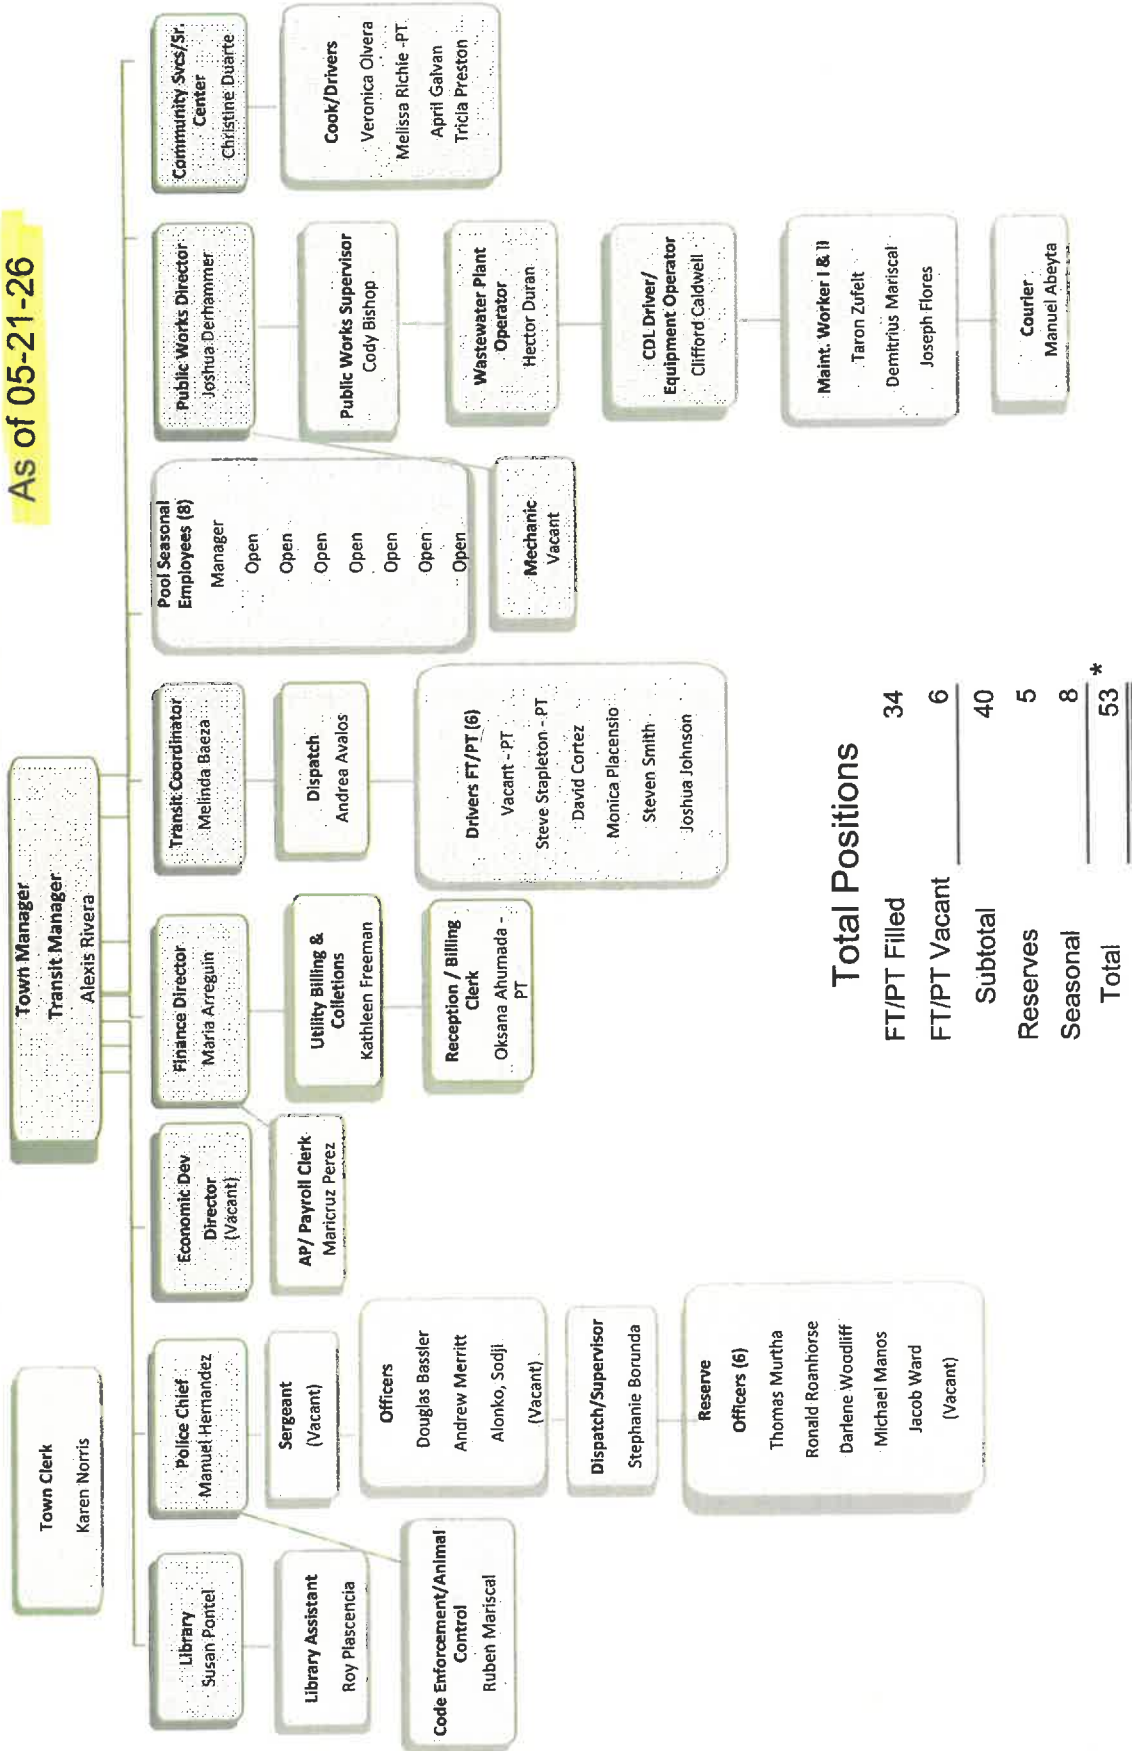 As of 05-21-26
Town Clerk
Karen Norris
Town Manager
Transit Manager
Alexis Rivera
Library
Susan Pontel
Library Assistant
Roy Plascencia
Police Chief
Manuel Hernandez
Code Enforcement/Animal
Control
Ruben Mariscal
Sergeant
(Vacant)
Officers
Douglas Bassler
Andrew Merritt
Alonko, Sodji
(Vacant)
Dispatch/Supervisor
Stephanie Borunda
Reserve
Officers (6)
Thomas Murtha
Ronald Roanhorse
Darlene Woodliff
Michael Manos
Jacob Ward
(Vacant)
Economic Dev
Director
(Vacant)
Finance Director
Maria Arreguin
AP/ Payroll Clerk
Maricruz Perez
Utility Billing &
Colletions
Kathleen Freeman
Reception / Billing
Clerk
Oksana Ahumada -
PT
Transit Coordinator
Melinda Baeza
Dispatch
Andrea Avalos
Drivers FT/PT (6)
Vacant - PT
Steve Stapleton - PT
David Cortez
Monica Placensio
Steven Smith
Joshua Johnson
Pool Seasonal
Employees (8)
Manager
Open
Open
Open
Open
Open
Open
Open
Public Works Director
Joshua Derhammer
Mechanic
Vacant
Public Works Supervisor
Cody Bishop
Wastewater Plant
Operator
Hector Duran
CDL Driver/
Equipment Operator
Clifford Caldwell
Maint. Worker I & II
Taron Zufelt
Demitrius Mariscal
Joseph Flores
Courier
Manuel Abeyta
Community Svcs/Sr.
Center
Christine Duarte
Cook/Drivers
Veronica Olvera
Melissa Richie -PT
April Galvan
Tricia Preston
Total Positions
FT/PT Filled 34
FT/PT Vacant 6
Subtotal 40
Reserves 5
Seasonal 8
Total 53 *